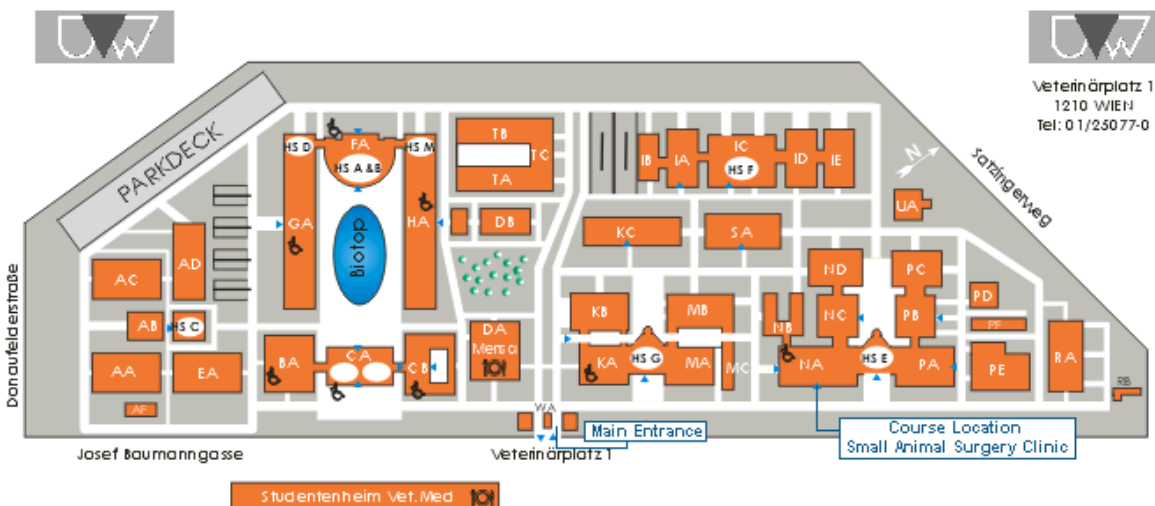 UVW
UVW
Veterinärplatz 1
1210 WIEN
Tel: 01/25077-0
PARKDECK
Satzingerweg
N
HS D
FA
HS M
HS A & B
TB
TC
TA
IB
IA
IC
HS F
ID
IE
UA
GA
HA
Biotop
DB
KC
SA
AC
AD
ND
PC
PD
AB
HS C
KB
MB
NB
NC
PB
PF
DA
Mensa
HS G
HS E
RA
AA
EA
BA
CA
CB
KA
MA
MC
NA
PA
PE
RB
AF
WA
Main Entrance
Course Location
Small Animal Surgery Clinic
Donaufelderstraße
Josef Baumanngasse
Veterinärplatz 1
Studentenheim Vet.Med